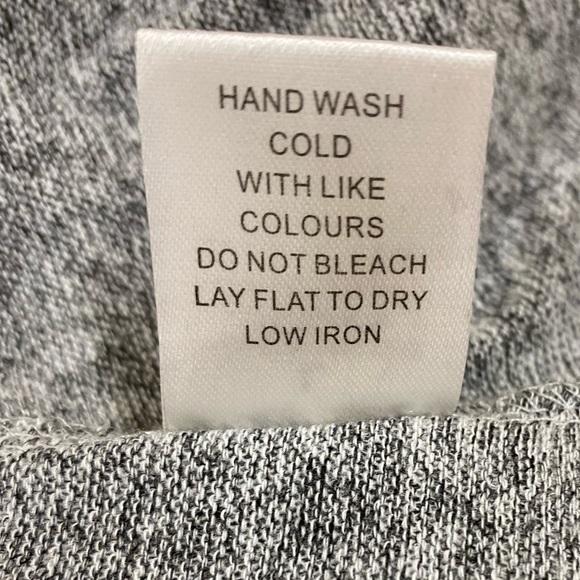 HAND WASH
COLD
WITH LIKE
COLOURS
DO NOT BLEACH
LAY FLAT TO DRY
LOW IRON